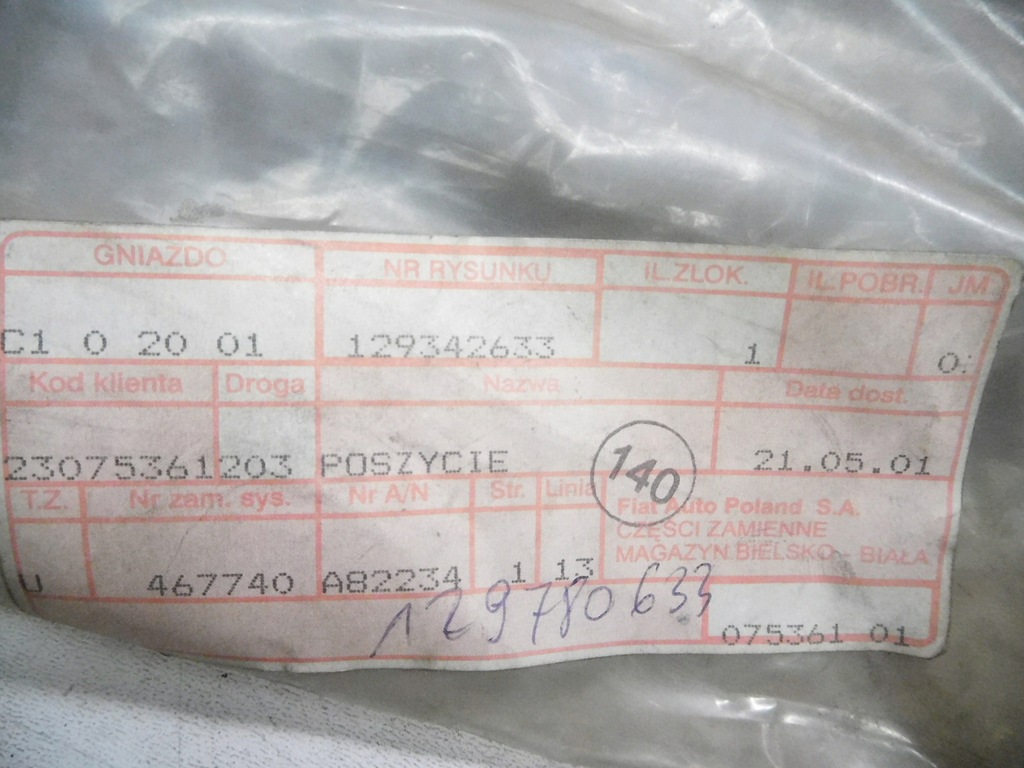 GNIAZDO NR RYSUNKU IL.ZLOK. IL.POBR. JM
C1 0 20 01 129342633 1 0.
Kod klienta Droga Nazwa Data dost.
23075361 203 POSZYCIE 21.05.01
140
T.Z. Nr zam. sys. Nr A/N Str. Linia Fiat Auto Poland S.A.
CZĘŚCI ZAMIENNE
MAGAZYN BIELSKO - BIAŁA
U 467740 A82234 1 13
129780633
075361 01